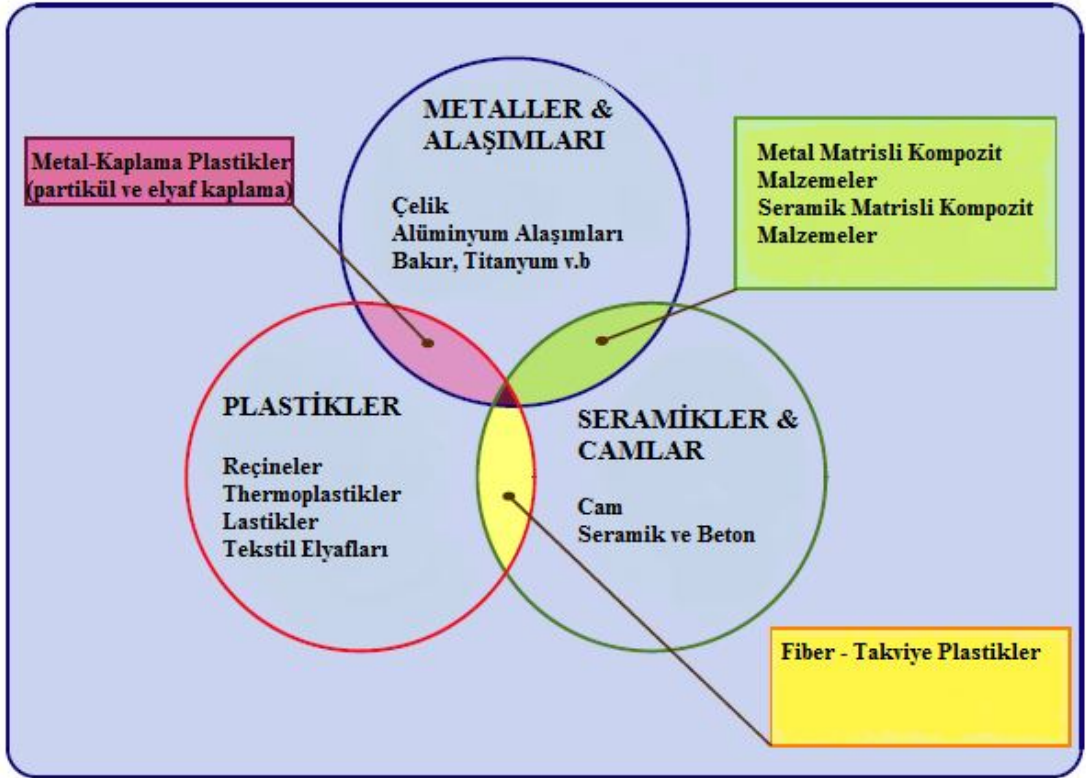 METALLER &
ALAŞIMLARI
Çelik
Alüminyum Alaşımları
Bakır, Titanyum v.b
Metal-Kaplama Plastikler
(partikül ve elyaf kaplama)
Metal Matrisli Kompozit
Malzemeler
Seramik Matrisli Kompozit
Malzemeler
PLASTİKLER
Reçineler
Thermoplastikler
Lastikler
Tekstil Elyafları
SERAMİKLER &
CAMLAR
Cam
Seramik ve Beton
Fiber - Takviye Plastikler